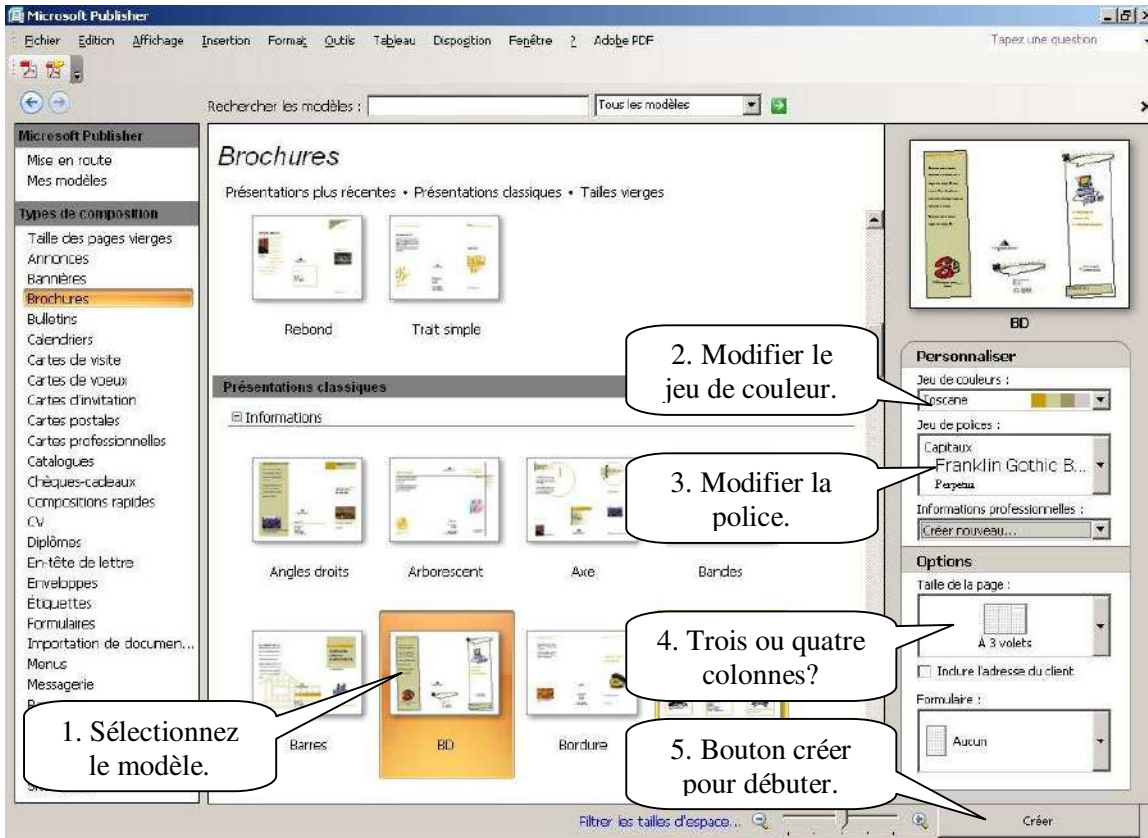 Microsoft Publisher
Fichier Edition Affichage Insertion Format Outils Tableau Disposition Fenêtre ? Adobe PDF
Tapez une question
Rechercher les modèles :
Tous les modèles
Microsoft Publisher
Mise en route
Mes modèles
Types de composition
Taille des pages vierges
Annonces
Bannières
Brochures
Bulletins
Calendriers
Cartes de visite
Cartes de voeux
Cartes d'invitation
Cartes postales
Cartes professionnelles
Catalogues
Chèques-cadeaux
Compositions rapides
CV
Diplômes
En-tête de lettre
Enveloppes
Étiquettes
Formulaires
Importation de documen...
Menus
Messagerie
Brochures
Présentations plus récentes • Présentations classiques • Tailles vierges
Rebond
Trait simple
Présentations classiques
Informations
Angles droits
Arborescent
Axe
Bandes
Barres
BD
Bordure
1. Sélectionnez
le modèle.
2. Modifier le
jeu de couleur.
3. Modifier la
police.
4. Trois ou quatre
colonnes?
5. Bouton créer
pour débuter.
BD
Personnaliser
Jeu de couleurs :
Toscane
Jeu de polices :
Capitaux
Franklin Gothic B...
Perpetua
Informations professionnelles :
Créer nouveau...
Options
Taille de la page :
À 3 volets
Inclure l'adresse du client
Formulaire :
Aucun
Filtrer les tailles d'espace...
Créer